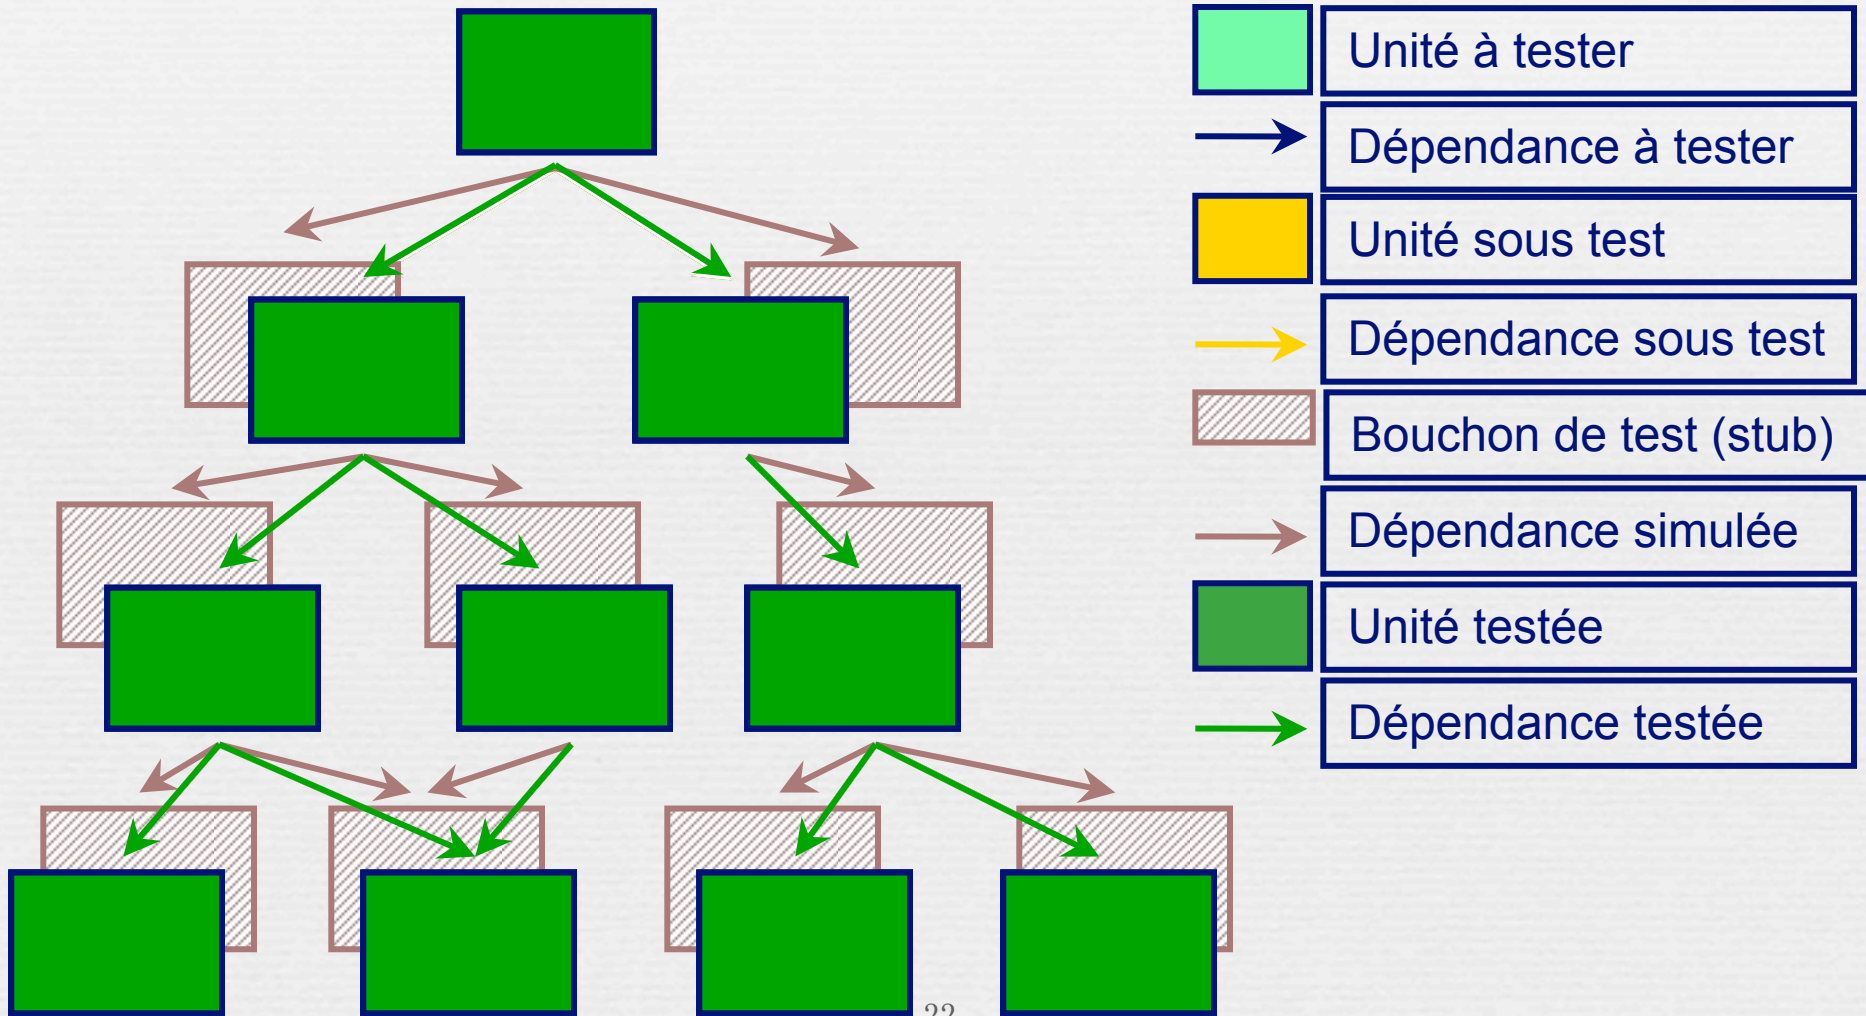 Unité à tester
Dépendance à tester
Unité sous test
Dépendance sous test
Bouchon de test (stub)
Dépendance simulée
Unité testée
Dépendance testée
22